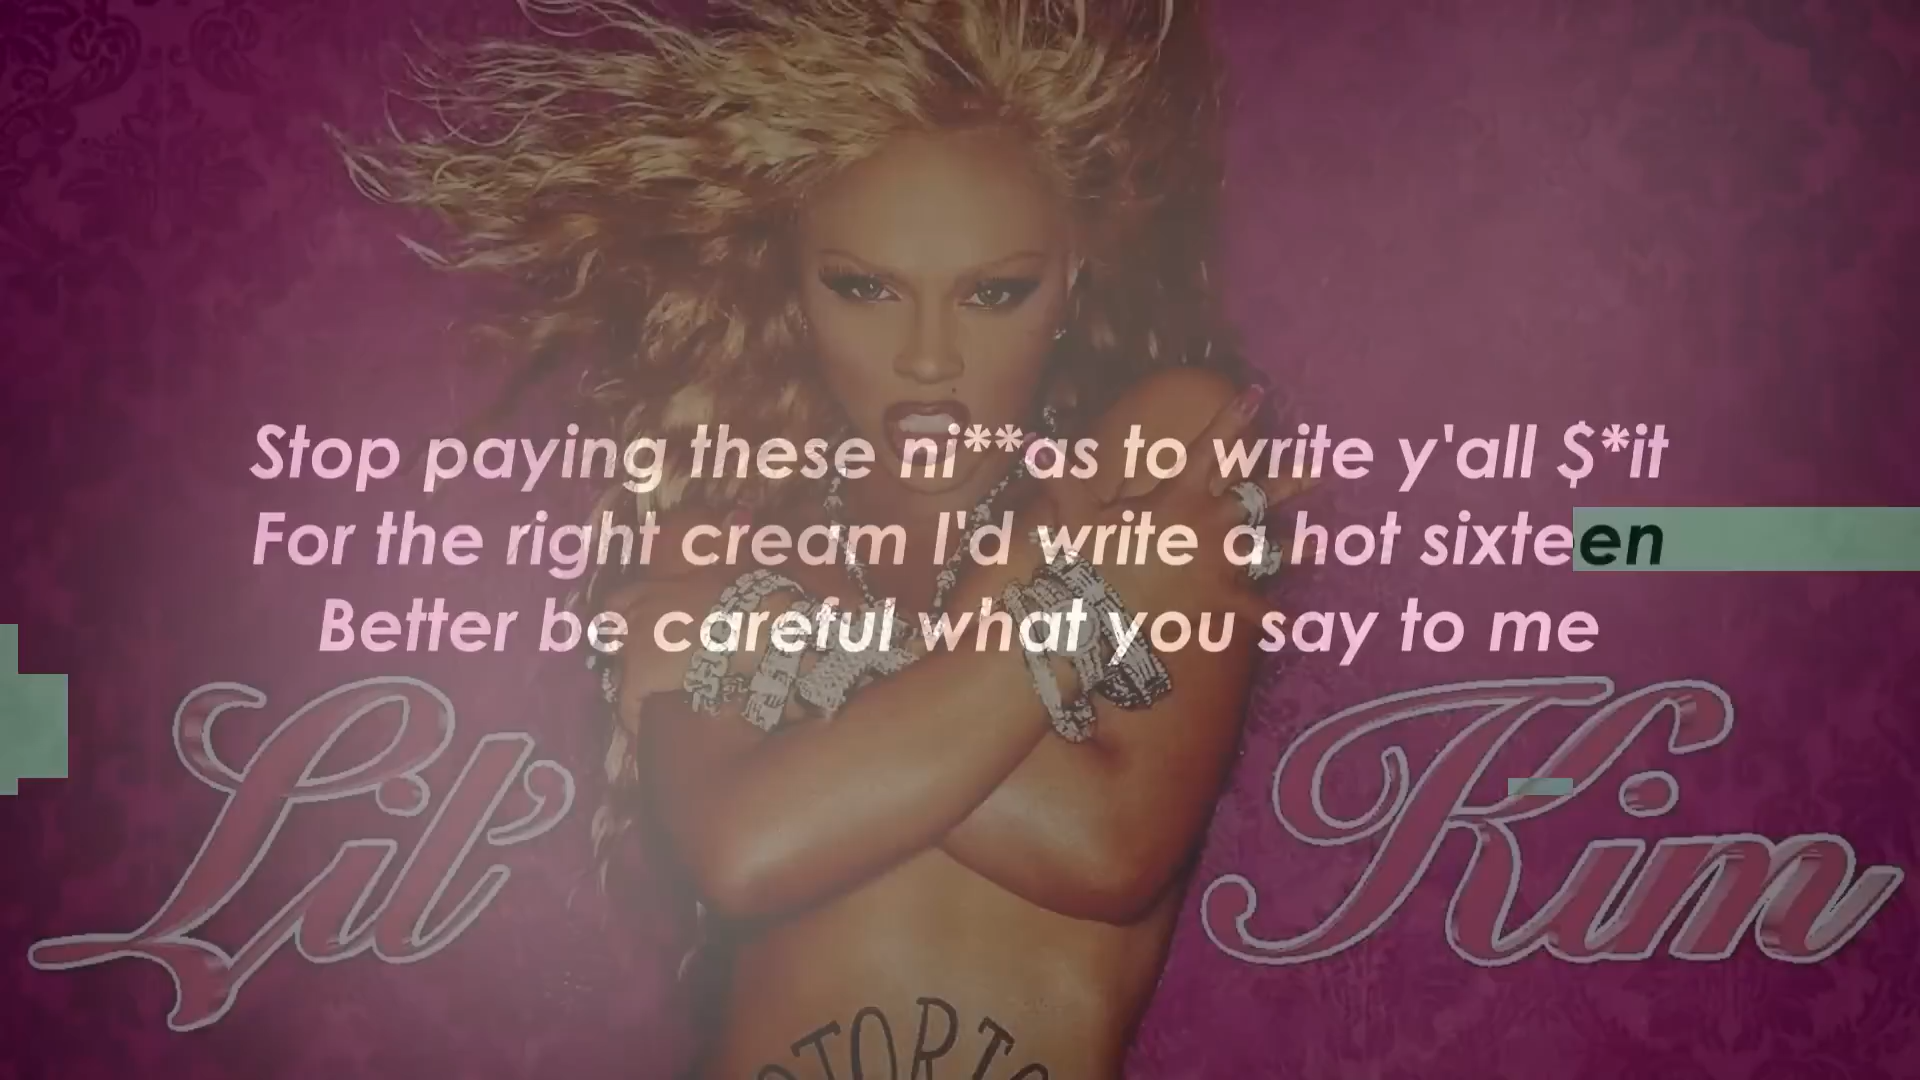 Stop paying these ni**as to write y'all $*it
For the right cream I'd write a hot sixteen
Better be careful what you say to me
Lil' Kim